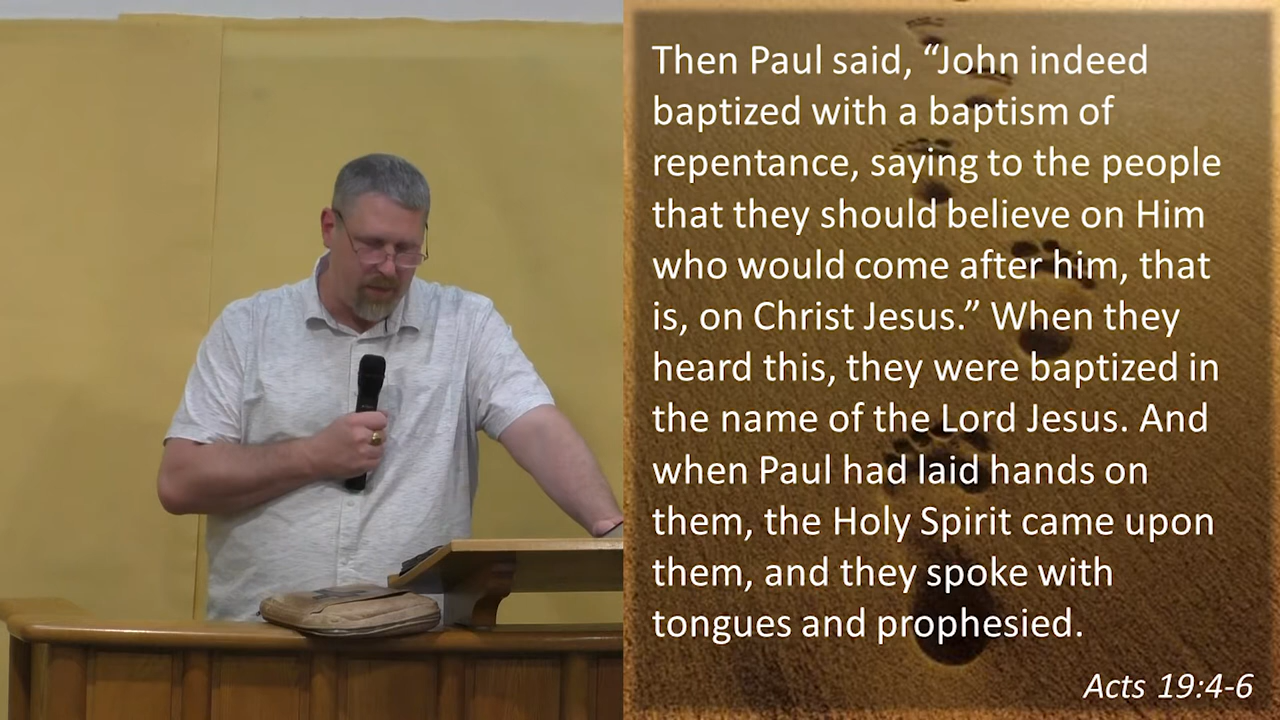 Then Paul said, “John indeed
baptized with a baptism of
repentance, saying to the people
that they should believe on Him
who would come after him, that
is, on Christ Jesus.” When they
heard this, they were baptized in
the name of the Lord Jesus. And
when Paul had laid hands on
them, the Holy Spirit came upon
them, and they spoke with
tongues and prophesied.
Acts 19:4-6